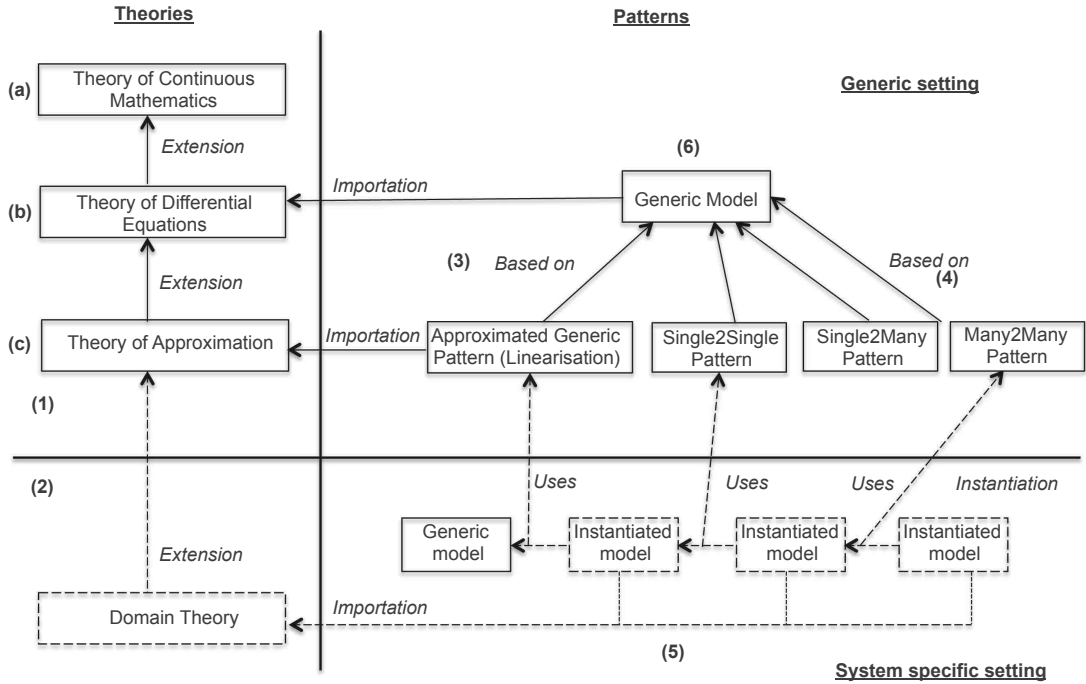 Theories
Patterns
Generic setting
(a)
Theory of Continuous
Mathematics
Extension
(6)
Importation
Generic Model
(b)
Theory of Differential
Equations
(3)
Based on
Based on
(4)
Extension
(c)
Theory of Approximation
Importation
Approximated Generic
Pattern (Linearisation)
Single2Single
Pattern
Single2Many
Pattern
Many2Many
Pattern
(1)
(2)
Uses
Uses
Uses
Instantiation
Generic
model
Instantiated
model
Instantiated
model
Instantiated
model
Extension
Domain Theory
Importation
(5)
System specific setting